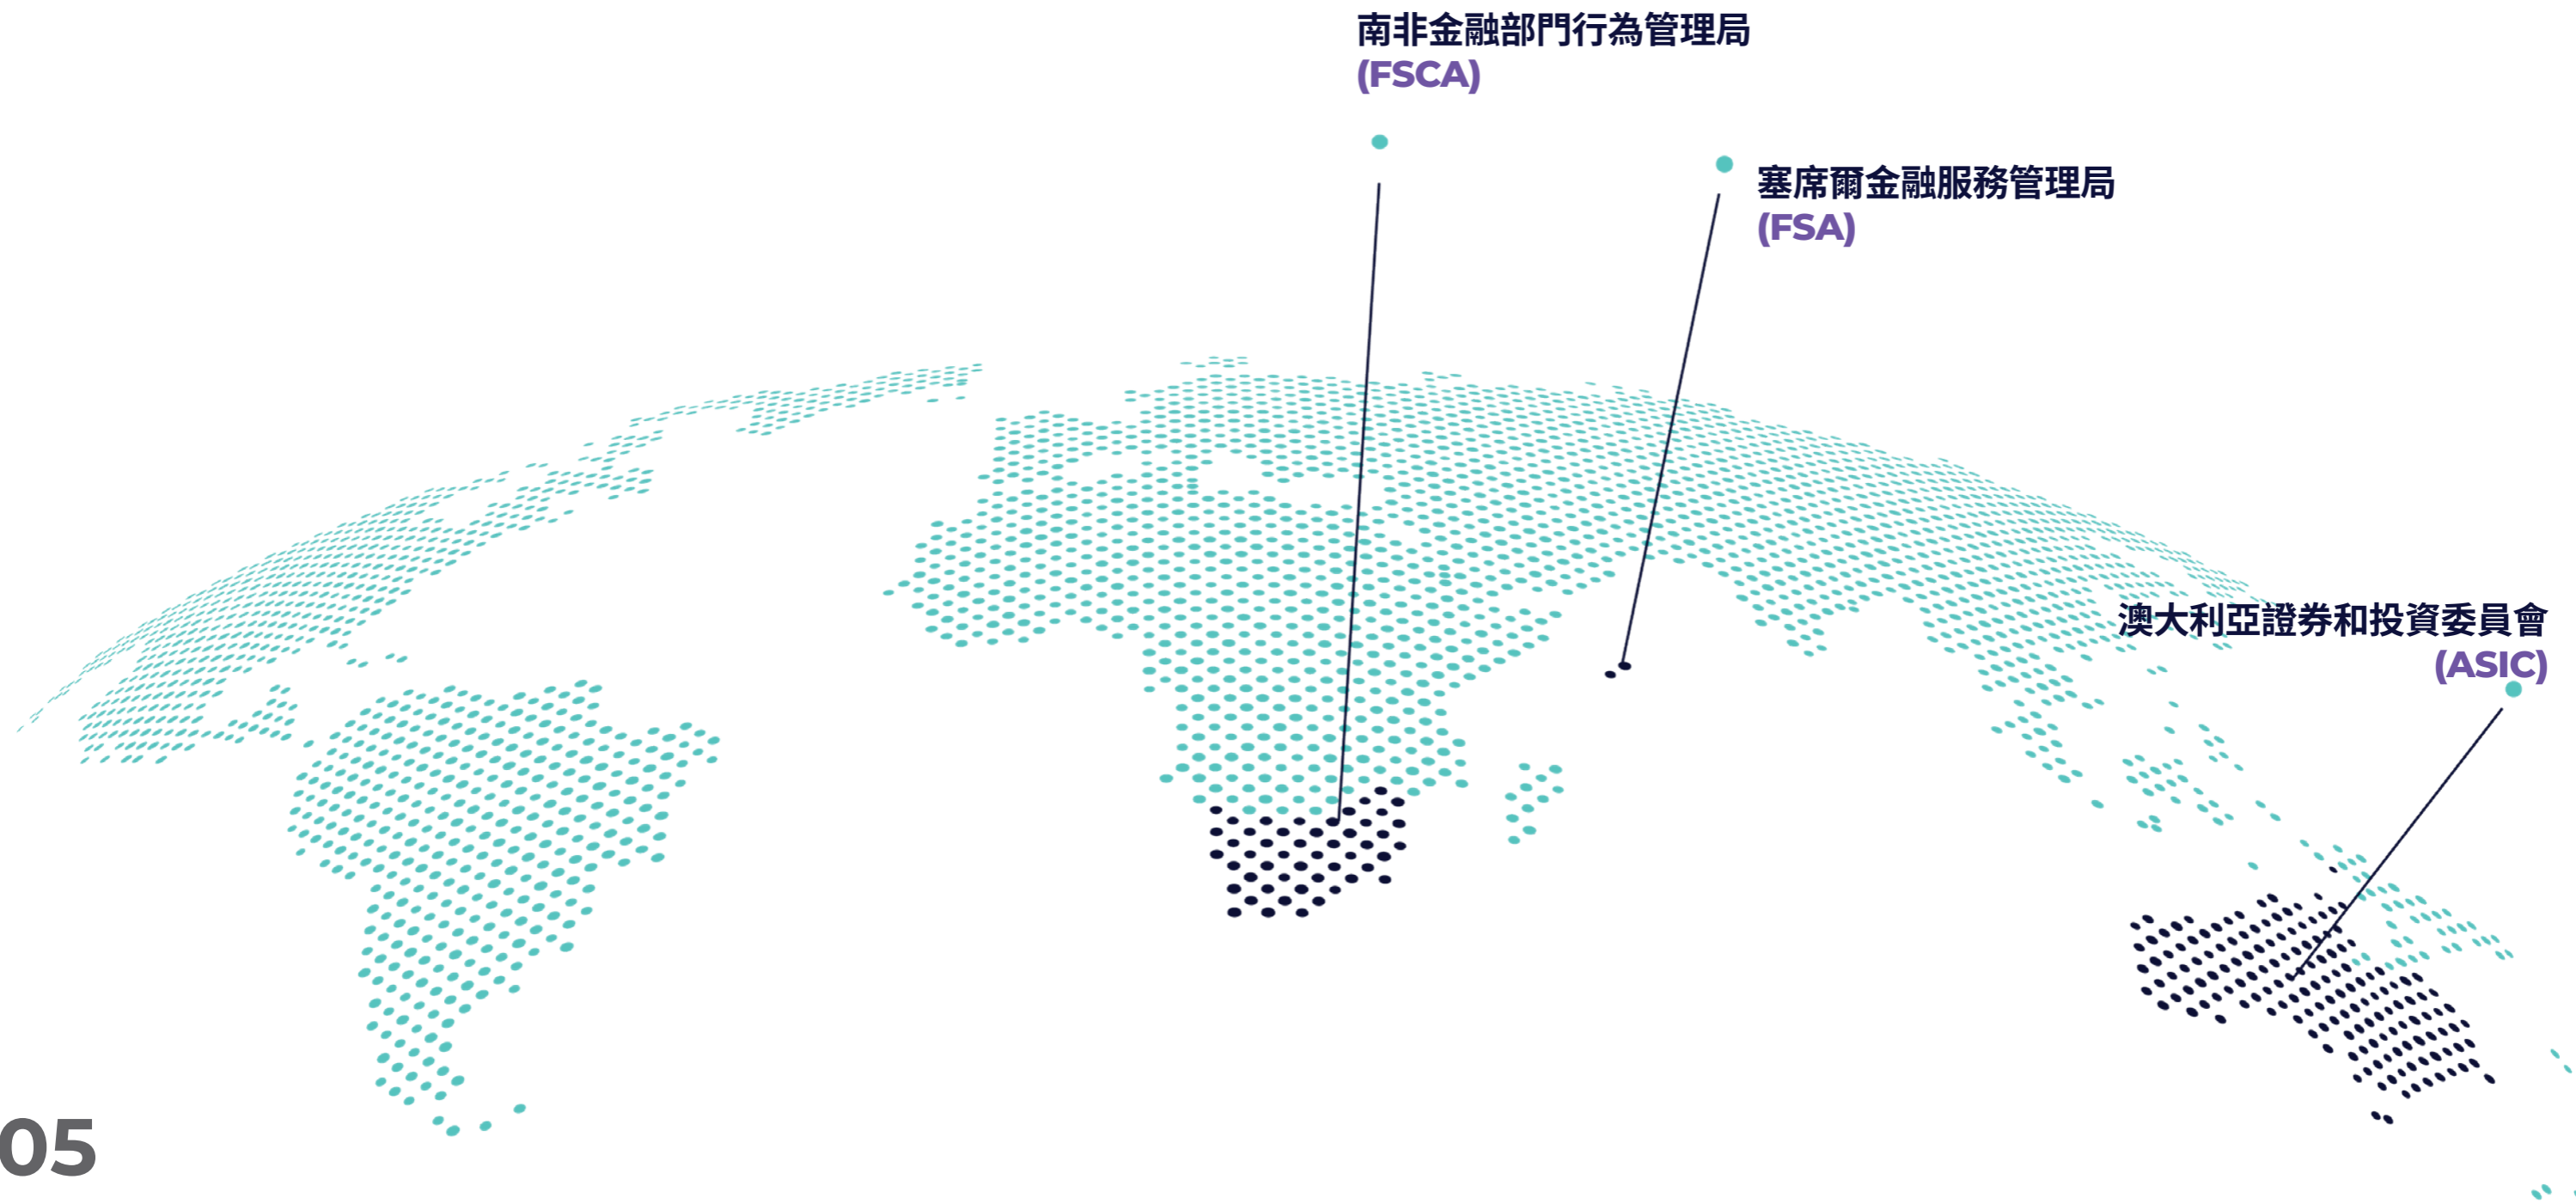 南非金融部門行為管理局
(FSCA)
塞席爾金融服務管理局
(FSA)
澳大利亞證券和投資委員會
(ASIC)
05